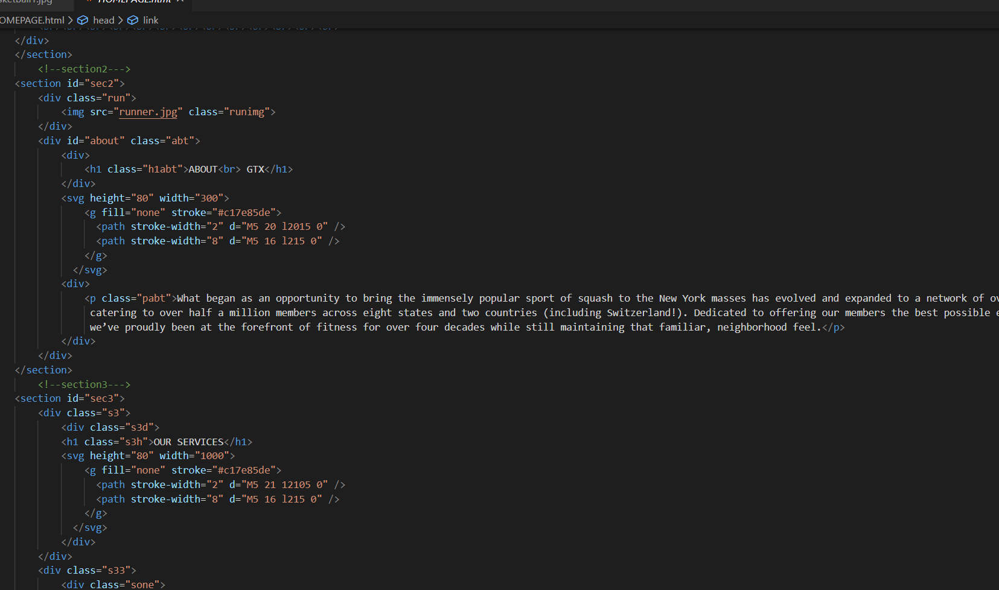 HOMEPAGE.html
OMEPAGE.html > head > link
</div>
</section>
<!--section2--->
<section id="sec2">
<div class="run">
<img src="runner.jpg" class="runimg">
</div>
<div id="about" class="abt">
<div>
<h1 class="h1abt">ABOUT<br> GTX</h1>
</div>
<svg height="80" width="300">
<g fill="none" stroke="#c17e85de">
<path stroke-width="2" d="M5 20 l2015 0" />
<path stroke-width="8" d="M5 16 l215 0" />
</g>
</svg>
<div>
<p class="pabt">What began as an opportunity to bring the immensely popular sport of squash to the New York masses has evolved and expanded to a network of
catering to over half a million members across eight states and two countries (including Switzerland!). Dedicated to offering our members the best possible
we’ve proudly been at the forefront of fitness for over four decades while still maintaining that familiar, neighborhood feel.</p>
</div>
</div>
</section>
<!--section3--->
<section id="sec3">
<div class="s3">
<div class="s3d">
<h1 class="s3h">OUR SERVICES</h1>
<svg height="80" width="1000">
<g fill="none" stroke="#c17e85de">
<path stroke-width="2" d="M5 21 12105 0" />
<path stroke-width="8" d="M5 16 l215 0" />
</g>
</svg>
</div>
</div>
<div class="s33">
<div class="sone">